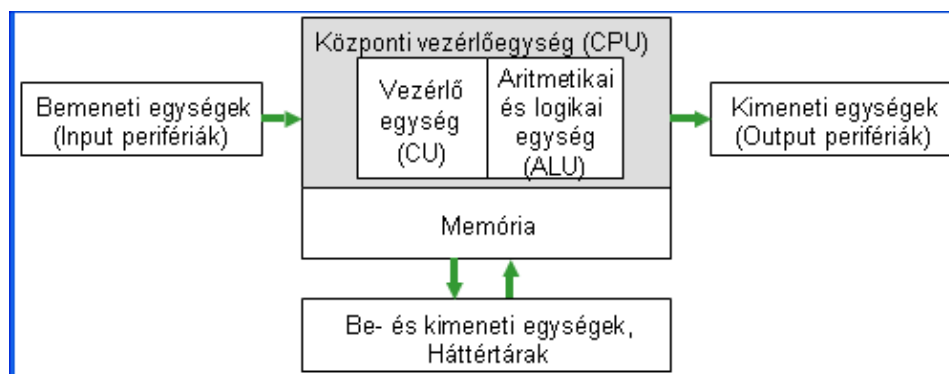 Központi vezérlőegység (CPU)
Bemeneti egységek
(Input perifériák)
Vezérlő
egység
(CU)
Aritmetikai
és logikai
egység
(ALU)
Kimeneti egységek
(Output perifériák)
Memória
Be- és kimeneti egységek,
Háttértárak